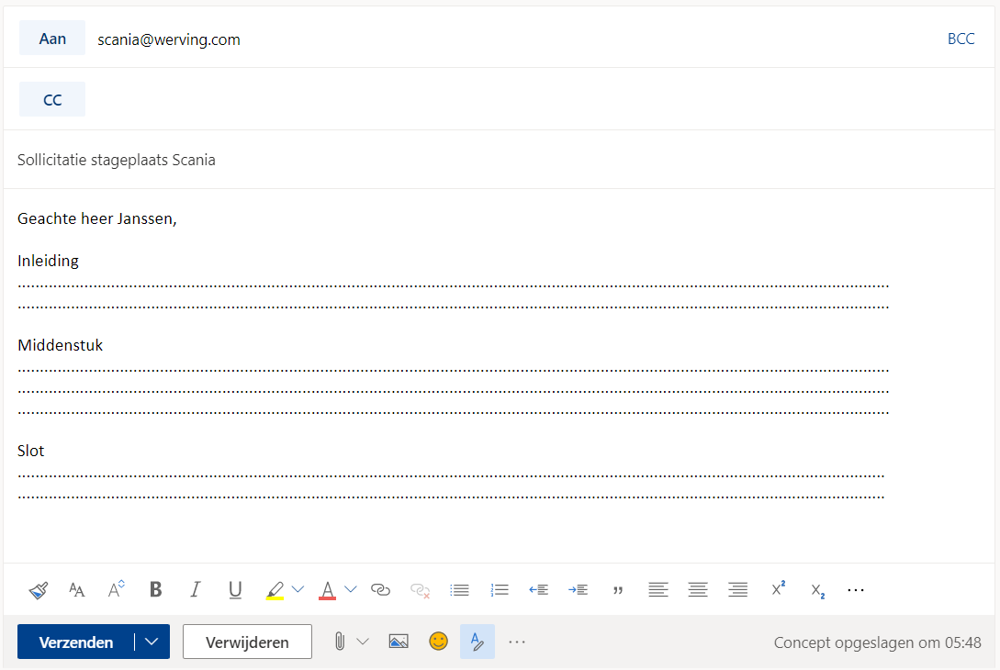 Aan scania@werving.com BCC
CC
Sollicitatie stageplaats Scania
Geachte heer Janssen,
Inleiding
................................................................................................................................................................................................
................................................................................................................................................................................................
Middenstuk
................................................................................................................................................................................................
................................................................................................................................................................................................
................................................................................................................................................................................................
Slot
................................................................................................................................................................................................
................................................................................................................................................................................................
Verzenden Verwijderen Concept opgeslagen om 05:48